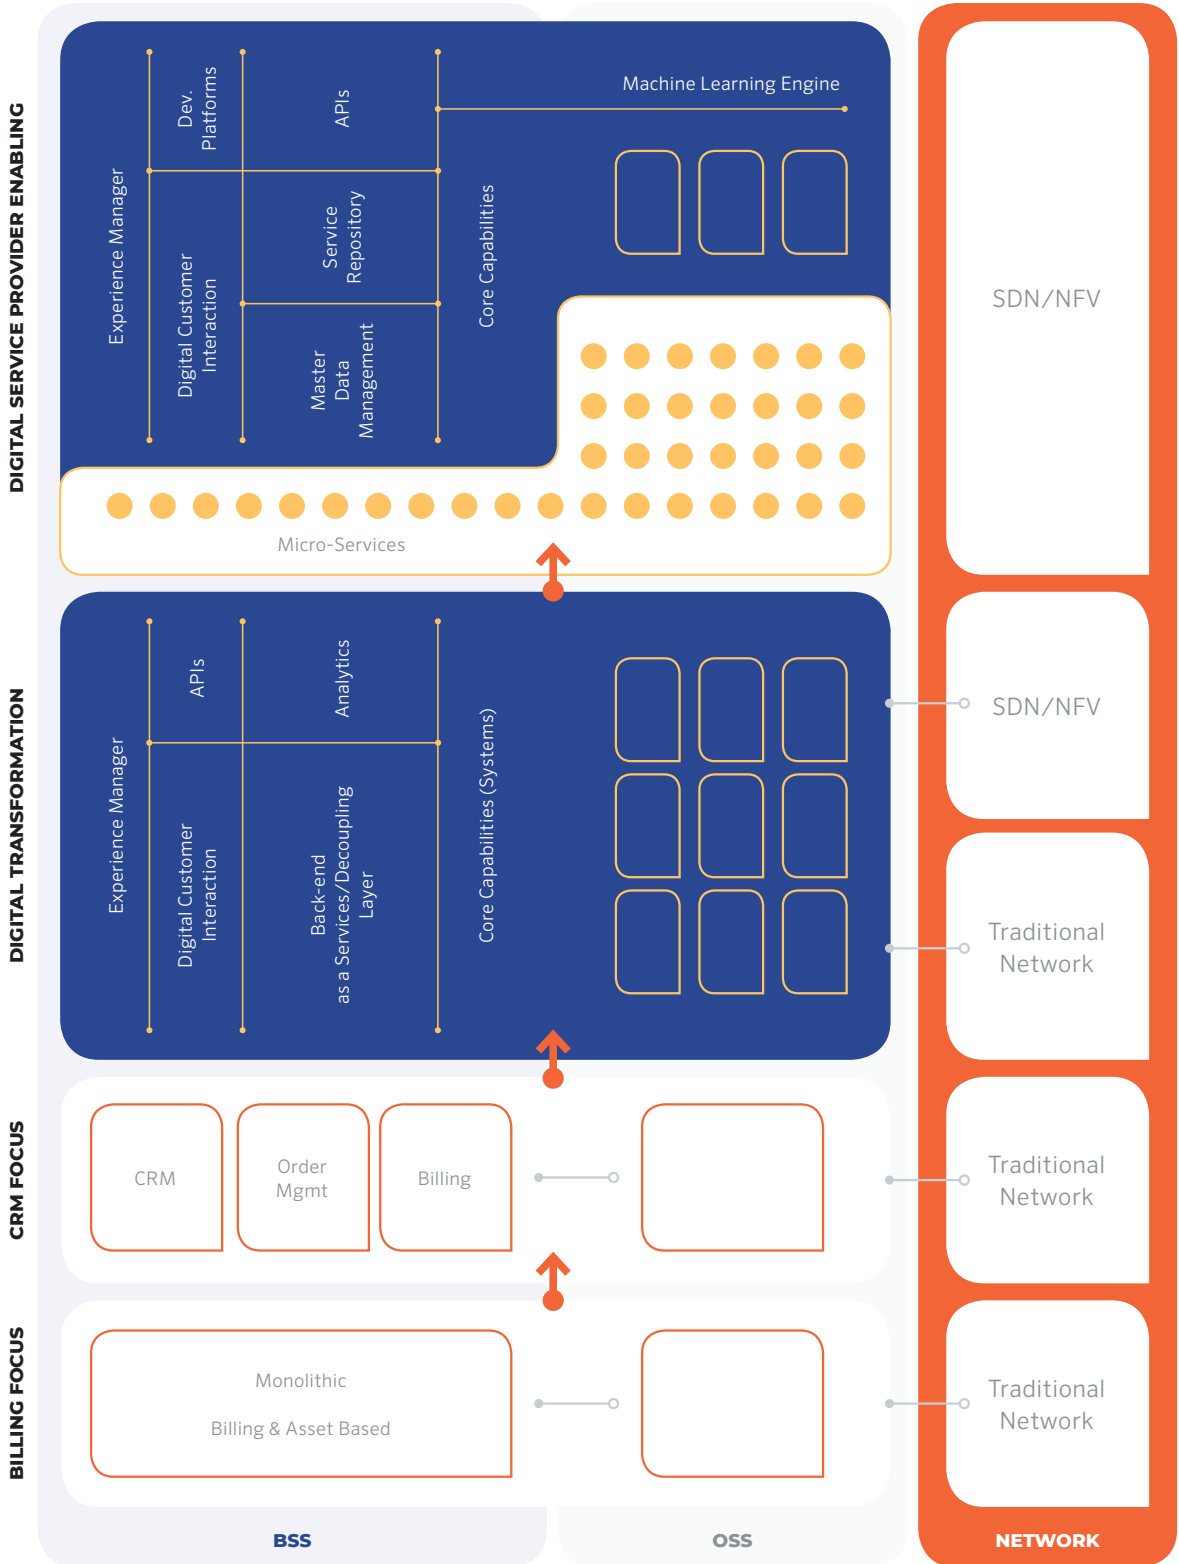 DIGITAL SERVICE PROVIDER ENABLING
Experience Manager
Dev.
Platforms
Digital Customer
Interaction
APIs
Service
Repository
Master
Data
Management
Core Capabilities
Machine Learning Engine
Micro-Services
SDN/NFV
DIGITAL TRANSFORMATION
Experience Manager
APIs
Digital Customer
Interaction
Analytics
Back-end
as a Services/Decoupling
Layer
Core Capabilities (Systems)
SDN/NFV
Traditional
Network
CRM FOCUS
CRM
Order
Mgmt
Billing
Traditional
Network
BILLING FOCUS
Monolithic
Billing & Asset Based
Traditional
Network
BSS
OSS
NETWORK